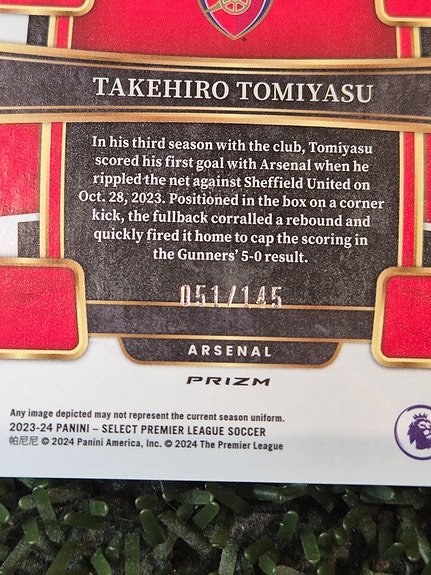 TAKEHIRO TOMIYASU
In his third season with the club, Tomiyasu
scored his first goal with Arsenal when he
rippled the net against Sheffield United on
Oct. 28, 2023. Positioned in the box on a corner
kick, the fullback corralled a rebound and
quickly fired it home to cap the scoring in
the Gunners' 5-0 result.
051/145
ARSENAL
PRIZM
Any image depicted may not represent the current season uniform.
2023-24 PANINI – SELECT PREMIER LEAGUE SOCCER
帕尼尼 © 2024 Panini America, Inc. © 2024 The Premier League